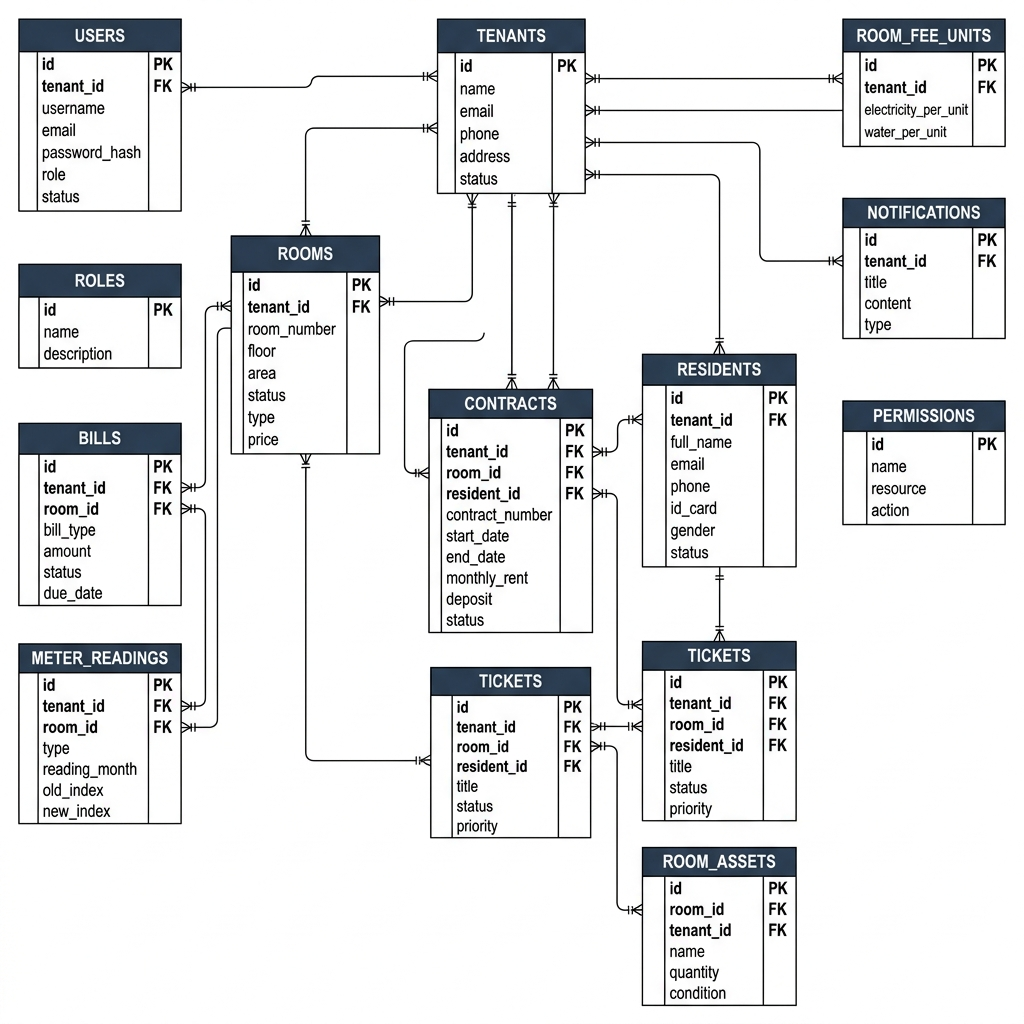 USERS
id PK
tenant_id FK
username
email
password_hash
role
status
TENANTS
id PK
name
email
phone
address
status
ROOM_FEE_UNITS
id PK
tenant_id FK
electricity_per_unit
water_per_unit
NOTIFICATIONS
id PK
tenant_id FK
title
content
type
ROOMS
id PK
tenant_id FK
room_number
floor
area
status
type
price
ROLES
id PK
name
description
RESIDENTS
id PK
tenant_id FK
full_name
email
phone
id_card
gender
status
CONTRACTS
id PK
tenant_id FK
room_id FK
resident_id FK
contract_number
start_date
end_date
monthly_rent
deposit
status
PERMISSIONS
id PK
name
resource
action
BILLS
id PK
tenant_id FK
room_id FK
bill_type
amount
status
due_date
METER_READINGS
id PK
tenant_id FK
room_id FK
type
reading_month
old_index
new_index
TICKETS
id PK
tenant_id FK
room_id FK
resident_id FK
title
status
priority
TICKETS
id PK
tenant_id FK
room_id FK
resident_id FK
title
status
priority
ROOM_ASSETS
id PK
room_id FK
tenant_id FK
name
quantity
condition